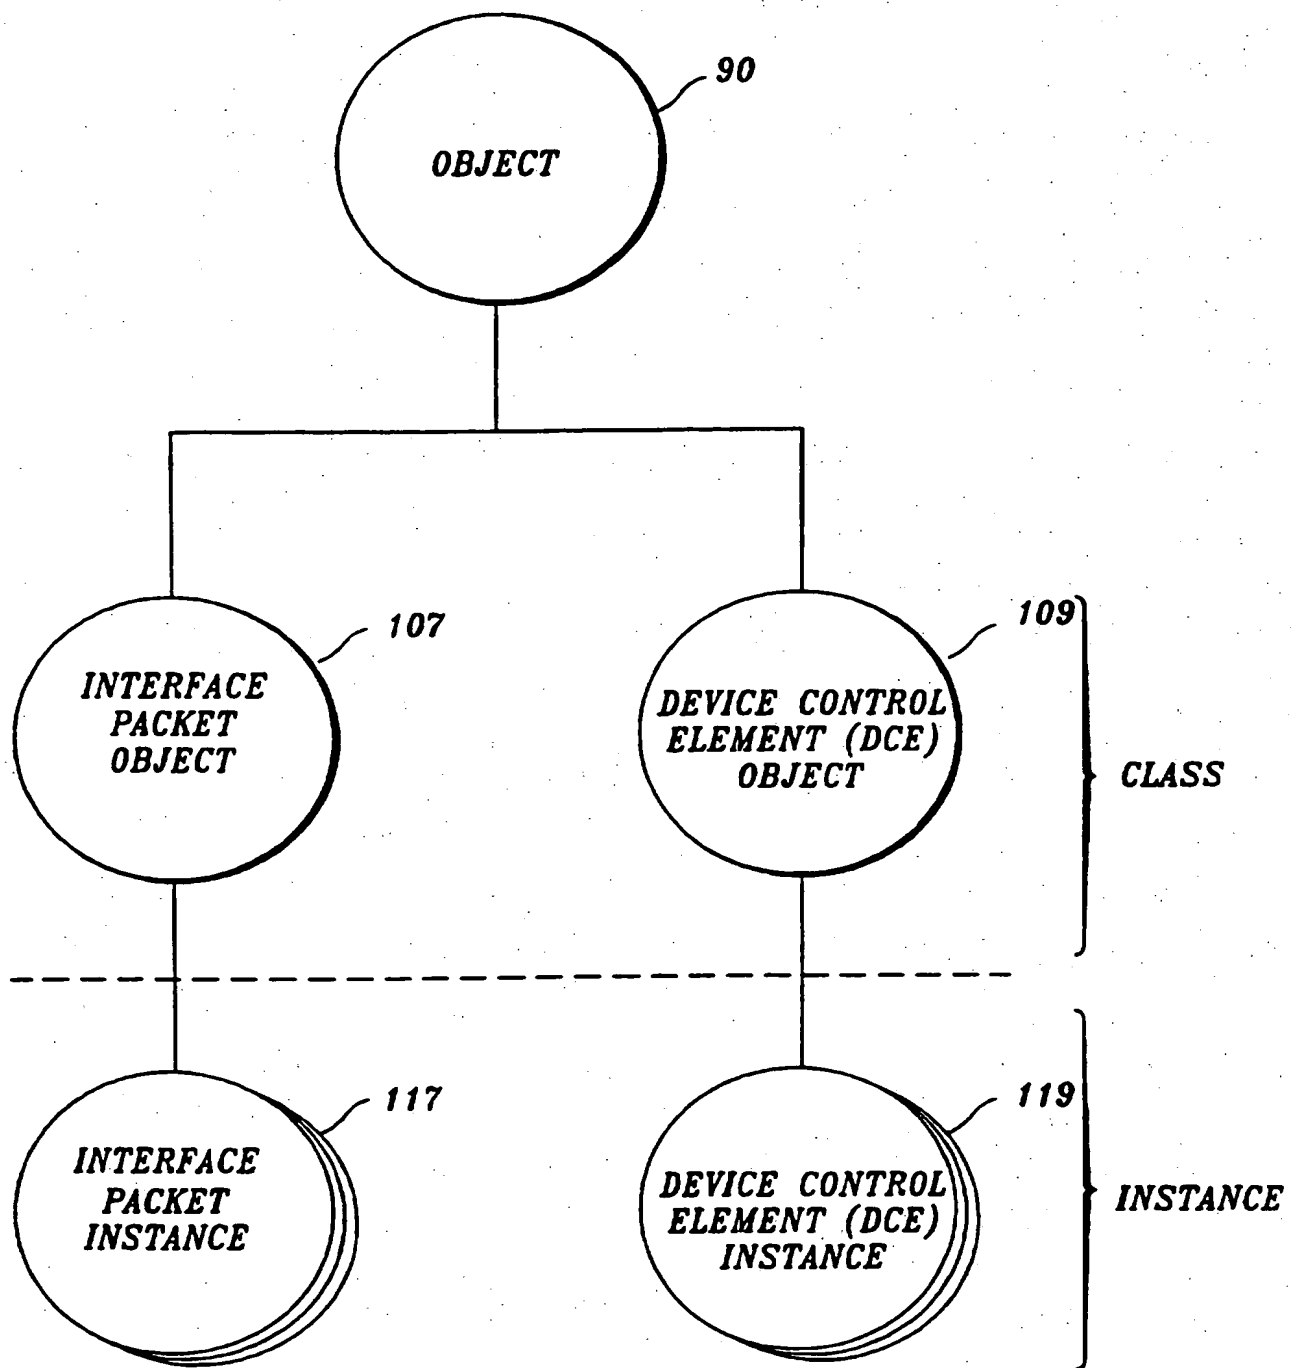 90
OBJECT
107
INTERFACE
PACKET
OBJECT
109
DEVICE CONTROL
ELEMENT (DCE)
OBJECT
CLASS
117
INTERFACE
PACKET
INSTANCE
119
DEVICE CONTROL
ELEMENT (DCE)
INSTANCE
INSTANCE